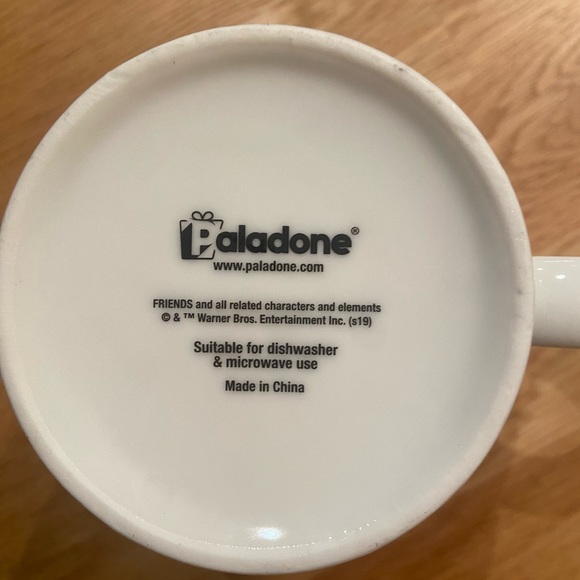 Paladone®
www.paladone.com
FRIENDS and all related characters and elements
© & ™ Warner Bros. Entertainment Inc. (s19)
Suitable for dishwasher
& microwave use
Made in China